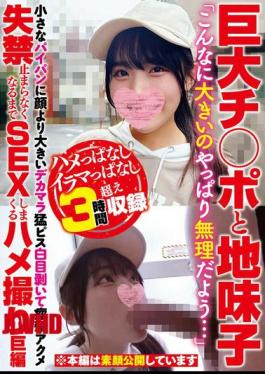 巨大チ〇ポと地味子
「こんなに大きいのやっぱり無理だよう…」
ハメっぱなし
イラマっぱなし
超え
3時間
収録
小さなパイパンに顔より大きいデカマラ猛ピス白目剥いて アクメ
失禁止まらなく
なるまでSEXしま
くるハメ撮り
巨編
※本編は素顔公開しています